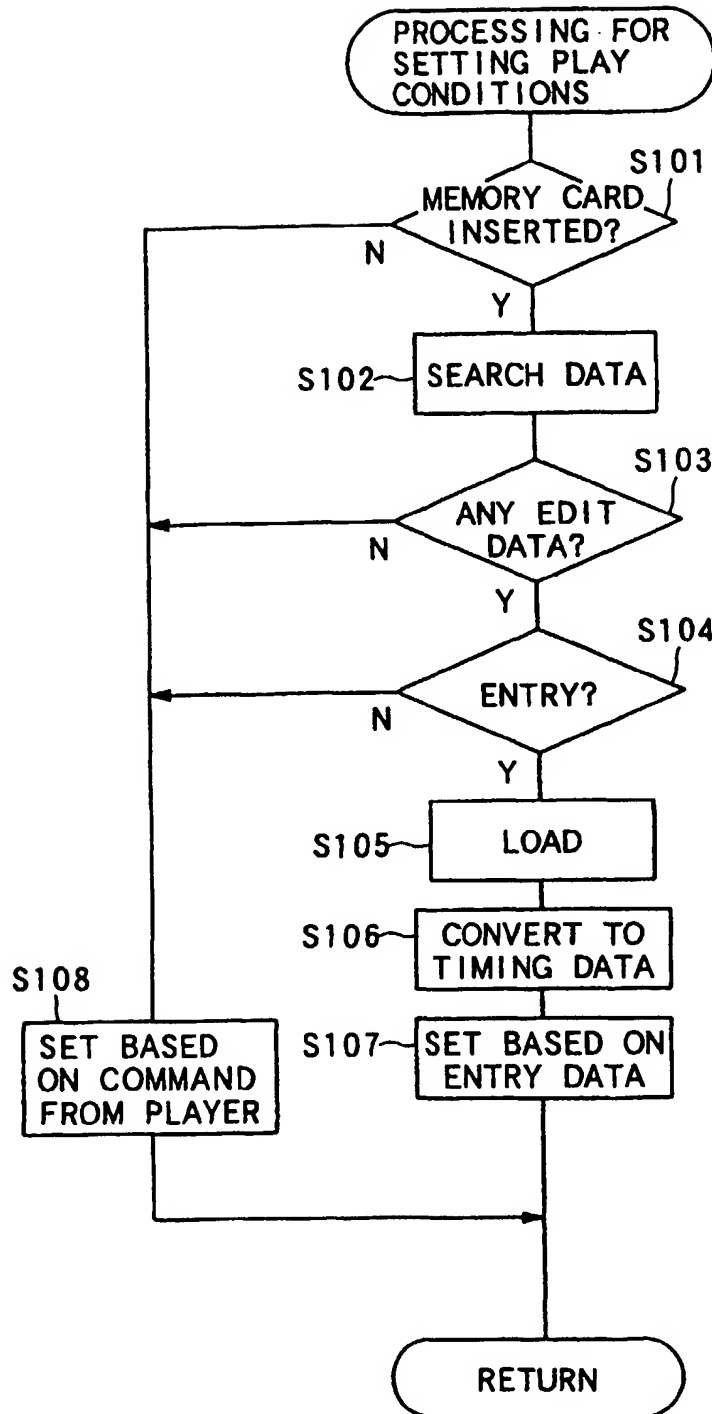 PROCESSING FOR
SETTING PLAY
CONDITIONS
S101
MEMORY CARD
INSERTED?
N
Y
S102
SEARCH DATA
S103
ANY EDIT
DATA?
N
Y
S104
ENTRY?
N
Y
S105
LOAD
S106
CONVERT TO
TIMING DATA
S108
SET BASED
ON COMMAND
FROM PLAYER
S107
SET BASED ON
ENTRY DATA
RETURN